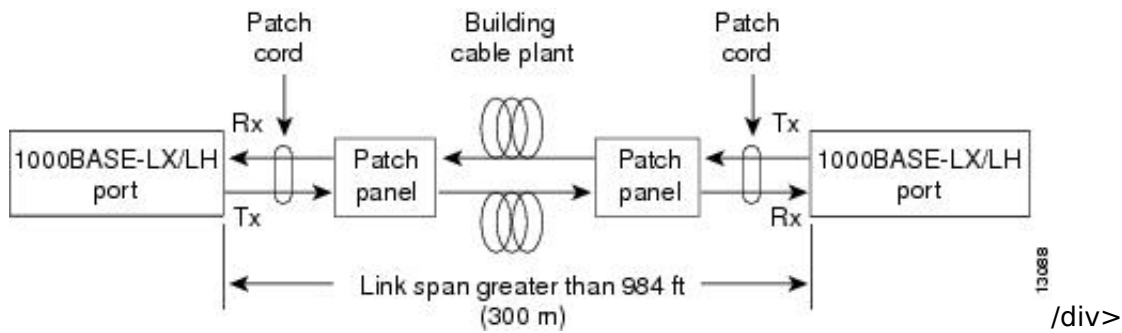 Patch cord
Building cable plant
Patch cord
Rx
Tx
1000BASE-LX/LH port
Patch panel
Patch panel
1000BASE-LX/LH port
Tx
Rx
Link span greater than 984 ft
(300 m)
13088
/div>